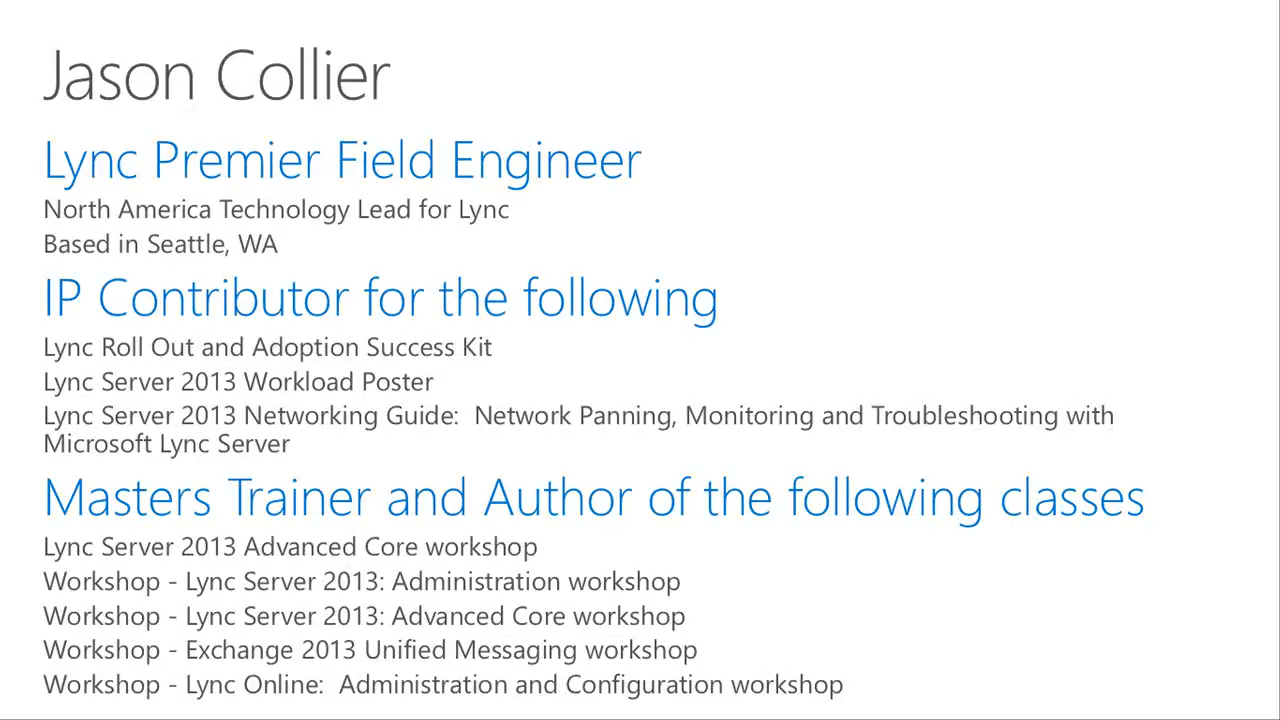 Jason Collier
Lync Premier Field Engineer
North America Technology Lead for Lync
Based in Seattle, WA
IP Contributor for the following
Lync Roll Out and Adoption Success Kit
Lync Server 2013 Workload Poster
Lync Server 2013 Networking Guide:  Network Panning, Monitoring and Troubleshooting with
Microsoft Lync Server
Masters Trainer and Author of the following classes
Lync Server 2013 Advanced Core workshop
Workshop - Lync Server 2013: Administration workshop
Workshop - Lync Server 2013: Advanced Core workshop
Workshop - Exchange 2013 Unified Messaging workshop
Workshop - Lync Online:  Administration and Configuration workshop